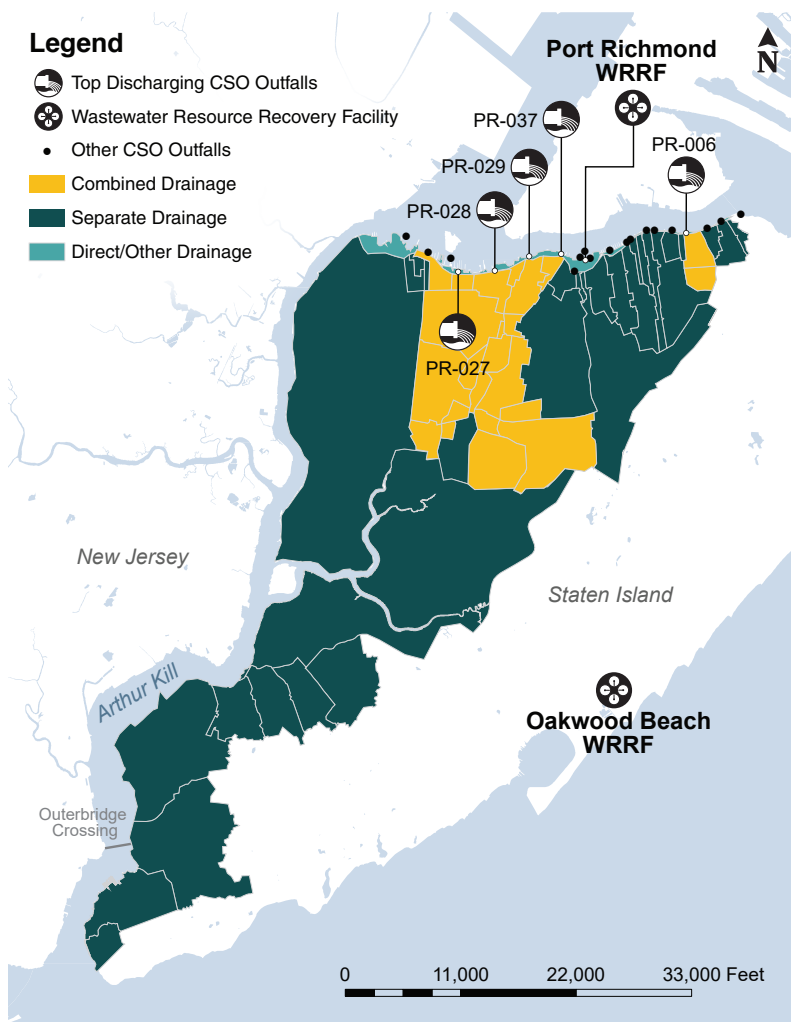 Legend
Top Discharging CSO Outfalls
Wastewater Resource Recovery Facility
Other CSO Outfalls
Combined Drainage
Separate Drainage
Direct/Other Drainage
Port Richmond
WRRF
N
PR-037
PR-006
PR-029
PR-028
PR-027
New Jersey
Staten Island
Arthur Kill
Oakwood Beach
WRRF
Outerbridge
Crossing
0 11,000 22,000 33,000 Feet